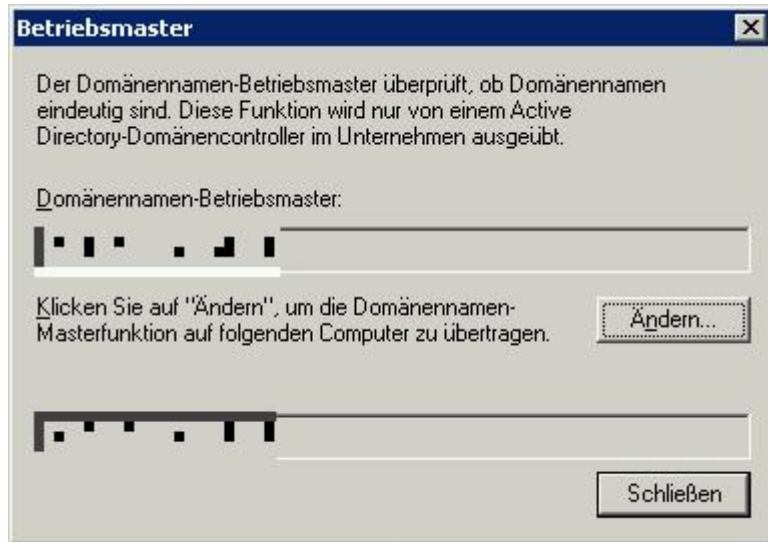 Betriebsmaster
Der Domänennamen-Betriebsmaster überprüft, ob Domänennamen
eindeutig sind. Diese Funktion wird nur von einem Active
Directory-Domänencontroller im Unternehmen ausgeübt.
Domänennamen-Betriebsmaster:
Klicken Sie auf "Ändern", um die Domänennamen-
Masterfunktion auf folgenden Computer zu übertragen.
Ändern...
Schließen